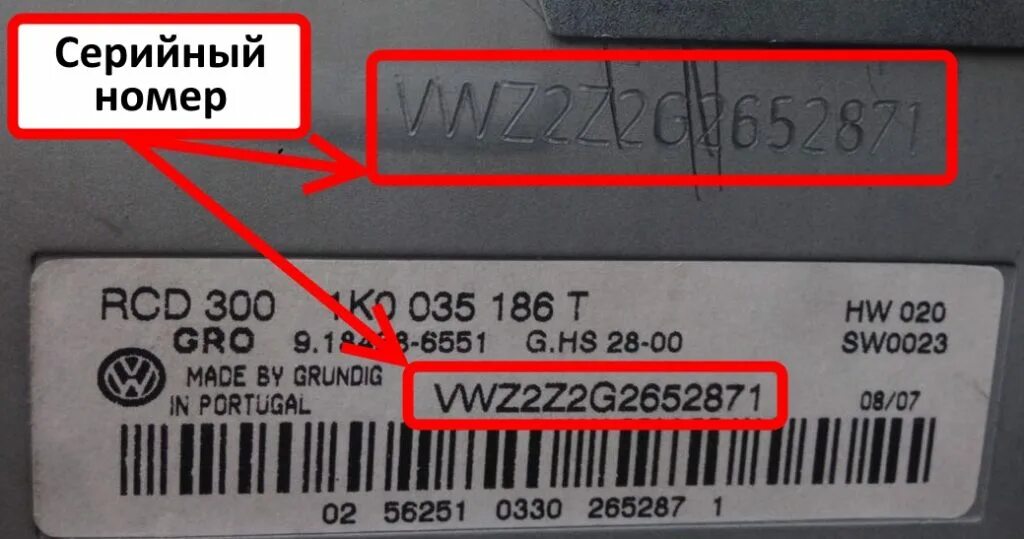 Серийный
номер
VWZ2Z2G2652871
RCD 300 1K0 035 186 T
HW 020
GRO G.HS 28-00
SW0023
MADE BY GRUNDIG
IN PORTUGAL
VWZ2Z2G2652871
08/07
02 56251 0330 265287 1